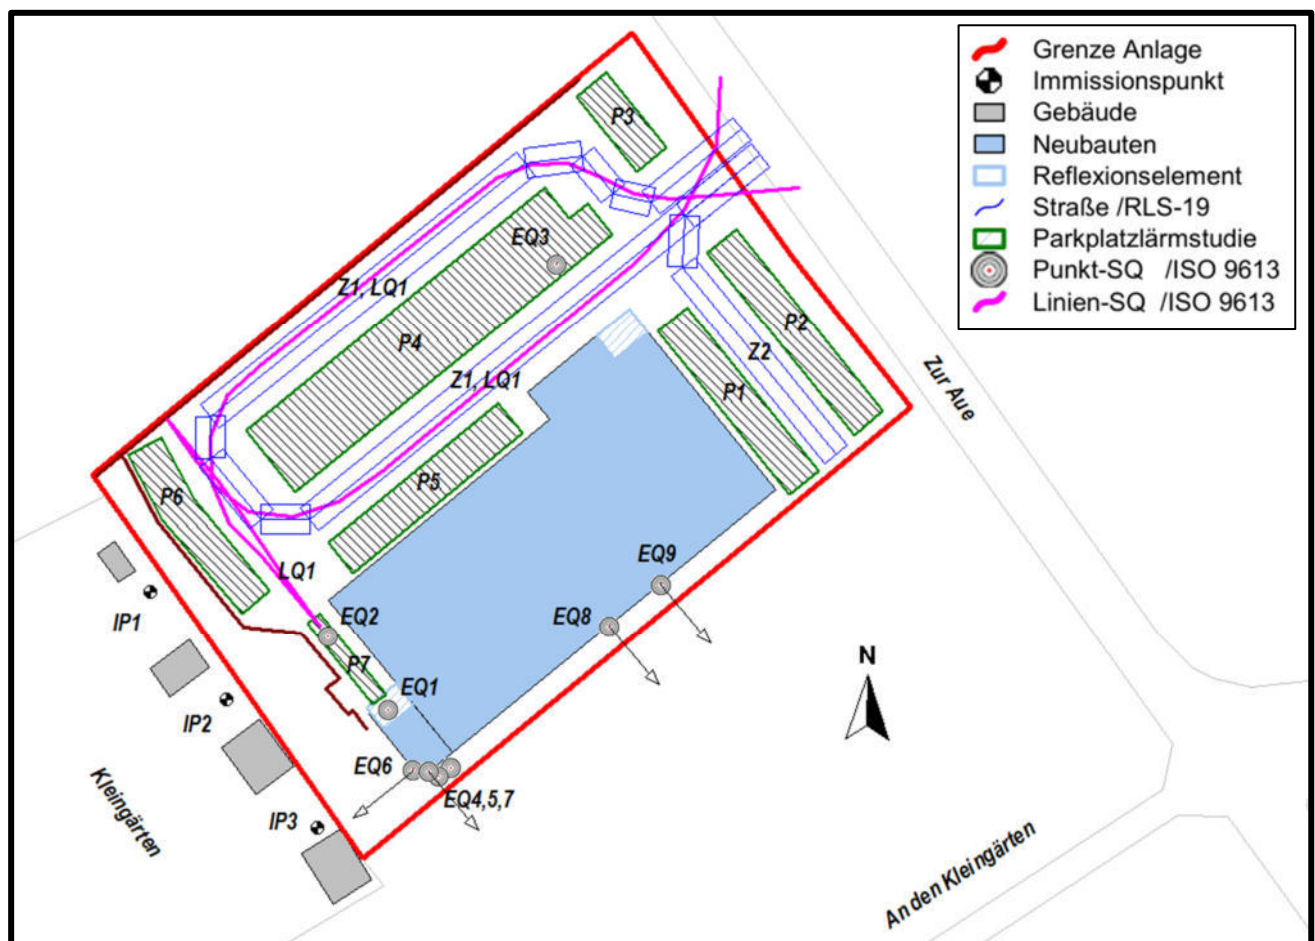 Grenze Anlage
Immissionspunkt
Gebäude
Neubauten
Reflexionselement
Straße /RLS-19
Parkplatzlärmstudie
Punkt-SQ /ISO 9613
Linien-SQ /ISO 9613
P3
EQ3
Z1, LQ1
P4
P2
Z2
Z1, LQ1
P1
Zur Aue
P5
P6
LQ1
EQ9
IP1
EQ2
EQ8
P7
N
EQ1
IP2
EQ6
EQ4,5,7
Kleingärten
IP3
An den Kleingärten